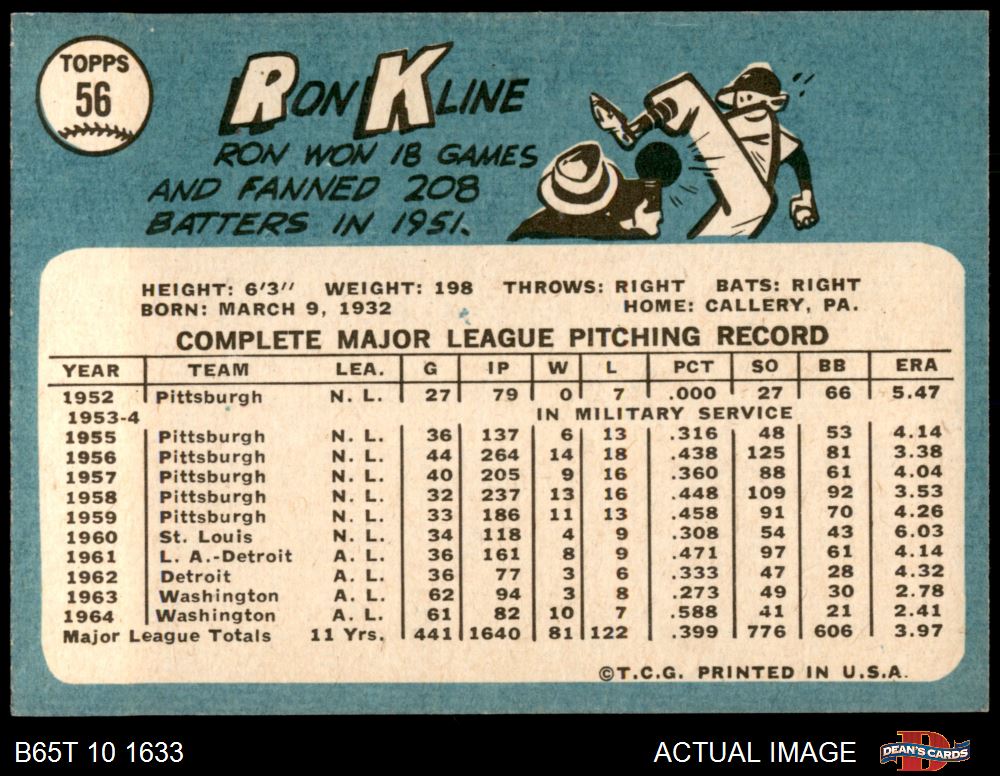 TOPPS
56
RON KLINE
RON WON 18 GAMES
AND FANNED 208
BATTERS IN 1951.
HEIGHT: 6'3" WEIGHT: 198 THROWS: RIGHT BATS: RIGHT
BORN: MARCH 9, 1932 HOME: CALLERY, PA.
COMPLETE MAJOR LEAGUE PITCHING RECORD
YEAR TEAM LEA. G IP W L PCT SO BB ERA
1952 Pittsburgh N. L. 27 79 0 7 .000 27 66 5.47
1953-4 IN MILITARY SERVICE
1955 Pittsburgh N. L. 36 137 6 13 .316 48 53 4.14
1956 Pittsburgh N. L. 44 264 14 18 .438 125 81 3.38
1957 Pittsburgh N. L. 40 205 9 16 .360 88 61 4.04
1958 Pittsburgh N. L. 32 237 13 16 .448 109 92 3.53
1959 Pittsburgh N. L. 33 186 11 13 .458 91 70 4.26
1960 St. Louis N. L. 34 118 4 9 .308 54 43 6.03
1961 L. A.-Detroit A. L. 36 161 8 9 .471 97 61 4.14
1962 Detroit A. L. 36 77 3 6 .333 47 28 4.32
1963 Washington A. L. 62 94 3 8 .273 49 30 2.78
1964 Washington A. L. 61 82 10 7 .588 41 21 2.41
Major League Totals 11 Yrs. 441 1640 81 122 .399 776 606 3.97
©T.C.G. PRINTED IN U.S.A.
B65T 10 1633 ACTUAL IMAGE DEAN'S CARDS